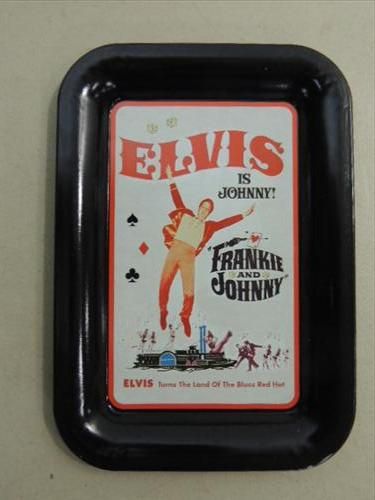 ELVIS
IS
JOHNNY!
"FRANKIE
AND
JOHNNY"
ELVIS Turns The Land Of The Blues Red Hot